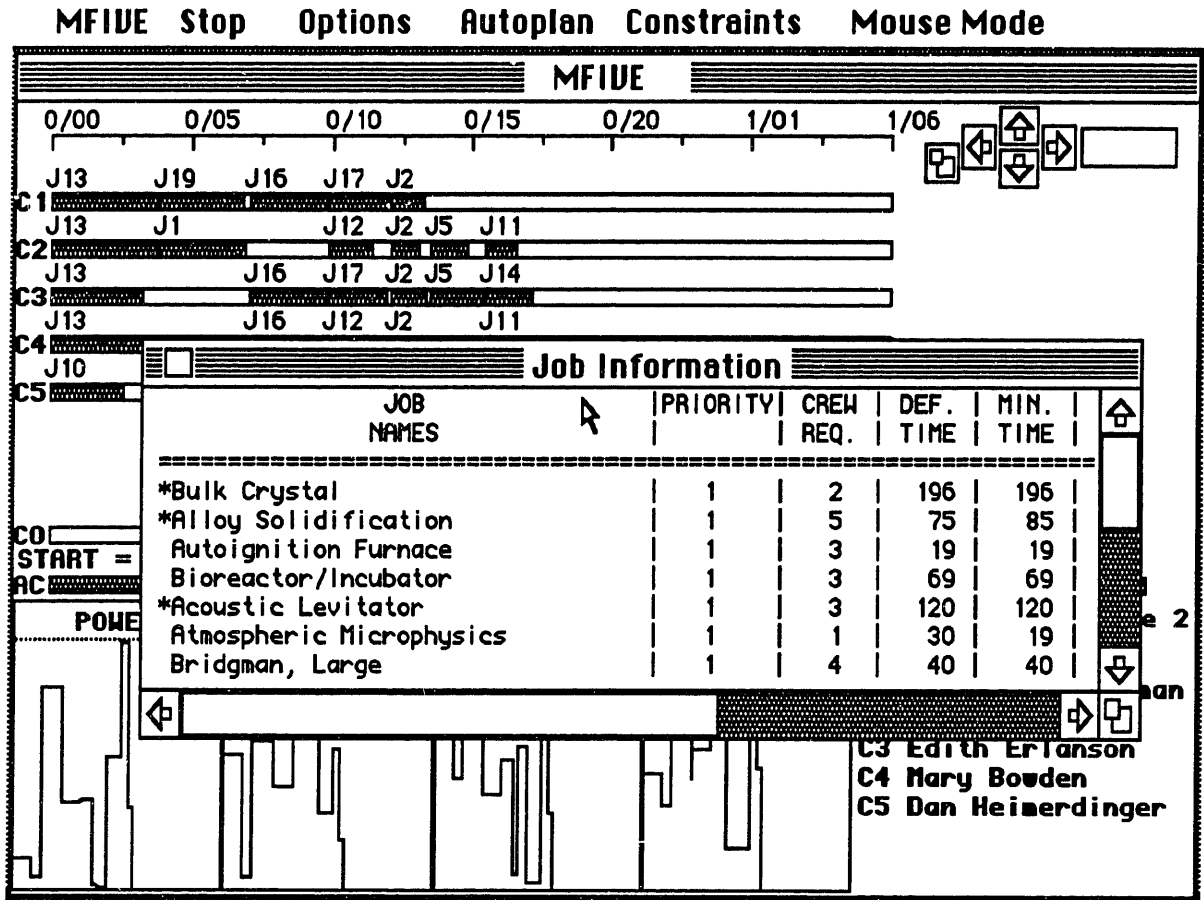 MFIVE Stop Options Autoplan Constraints Mouse Mode
MFIVE
0/00 0/05 0/10 0/15 0/20 1/01 1/06
J13 J19 J16 J17 J2
C1
J13 J1 J12 J2 J5 J11
C2
J13 J16 J17 J2 J5 J14
C3
J13 J16 J12 J2 J11
C4
J10
C5
Job Information
JOB |PRIORITY| CREW | DEF. | MIN. |
NAMES | | REQ. | TIME | TIME |
================================================
*Bulk Crystal | 1 | 2 | 196 | 196 |
*Alloy Solidification | 1 | 5 | 75 | 85 |
Autoignition Furnace | 1 | 3 | 19 | 19 |
Bioreactor/Incubator | 1 | 3 | 69 | 69 |
*Acoustic Levitator | 1 | 3 | 120 | 120 |
Atmospheric Microphysics | 1 | 1 | 30 | 19 |
Bridgman, Large | 1 | 4 | 40 | 40 |
CO
START =
AC
POWE
e 2
man
C3 Edith Erlanson
C4 Mary Bowden
C5 Dan Heimerdinger